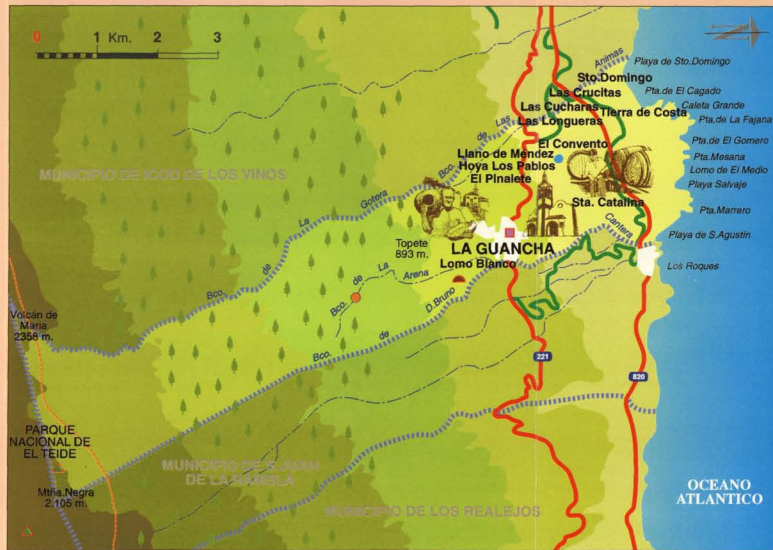 0 1 Km. 2 3
Playa de Sto.Domingo
Animas
Sto.Domingo
Pta.de El Cagado
Las Crucitas
Caleta Grande
Las Cucharas
Tierra de Costa
Pta.de La Fajana
Las Longueras
Las
de
Bco.
El Convento
Pta.de El Gomero
Llano de Méndez
Pta.Mesana
Hoya Los Pablos
Lomo de El Medio
El Pinalete
Playa Salvaje
MUNICIPIO DE ICOD DE LOS VINOS
Gotera
La
de
Bco.
Sta. Catalina
Pta.Marrero
Cantera
Playa de S.Agustín
Topete
893 m.
LA GUANCHA
Lomo Blanco
Los Roques
Bco. de La Arena
Bco. de D.Bruno
Volcán de
María
2358 m.
221
820
PARQUE
NACIONAL DE
EL TEIDE
MUNICIPIO DE S.JUAN
DE LA RAMBLA
Mtña.Negra
2.105 m.
MUNICIPIO DE LOS REALEJOS
OCEANO
ATLANTICO